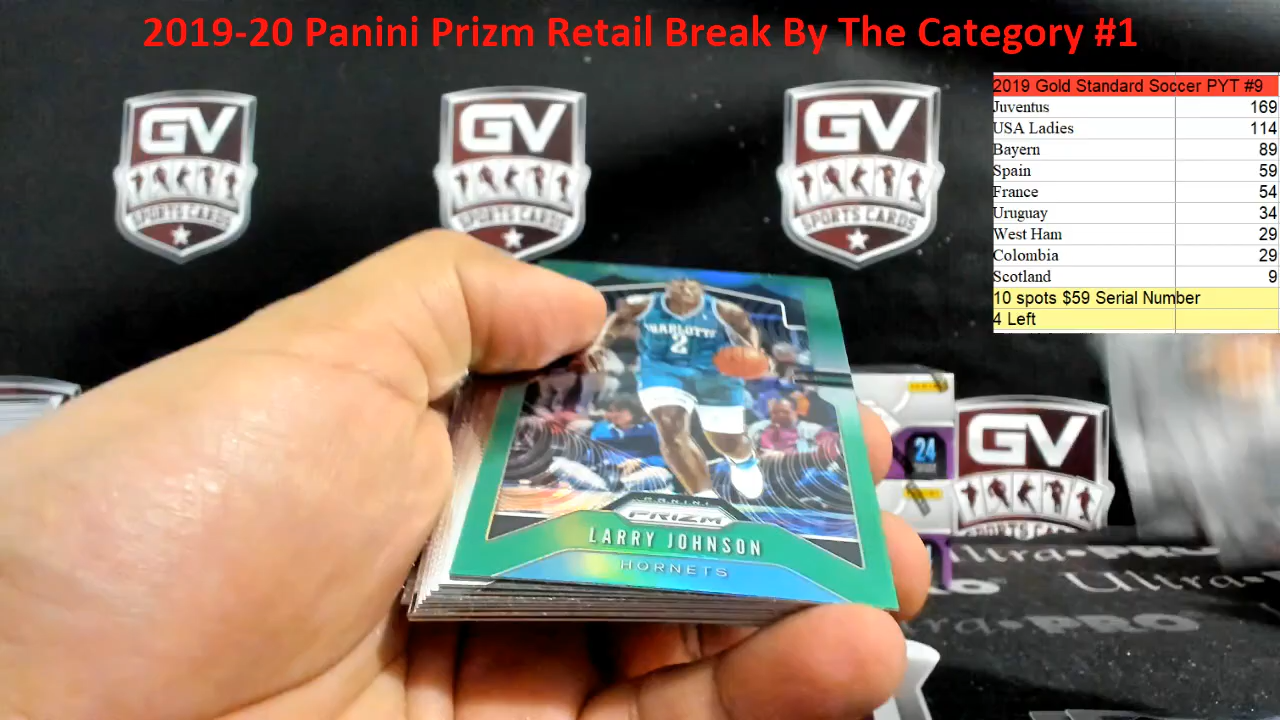 2019-20 Panini Prizm Retail Break By The Category #1
2019 Gold Standard Soccer PYT #9
Juventus 169
USA Ladies 114
Bayern 89
Spain 59
France 54
Uruguay 34
West Ham 29
Colombia 29
Scotland 9
10 spots $59 Serial Number
4 Left
GV
SPORTS CARDS
GV
SPORTS CARDS
GV
SPORTS CARDS
CHARLOTTE
2
PANINI
PRIZM
LARRY JOHNSON
HORNETS
24
GV
SPORTS CARDS
Ultra PRO
Ultra